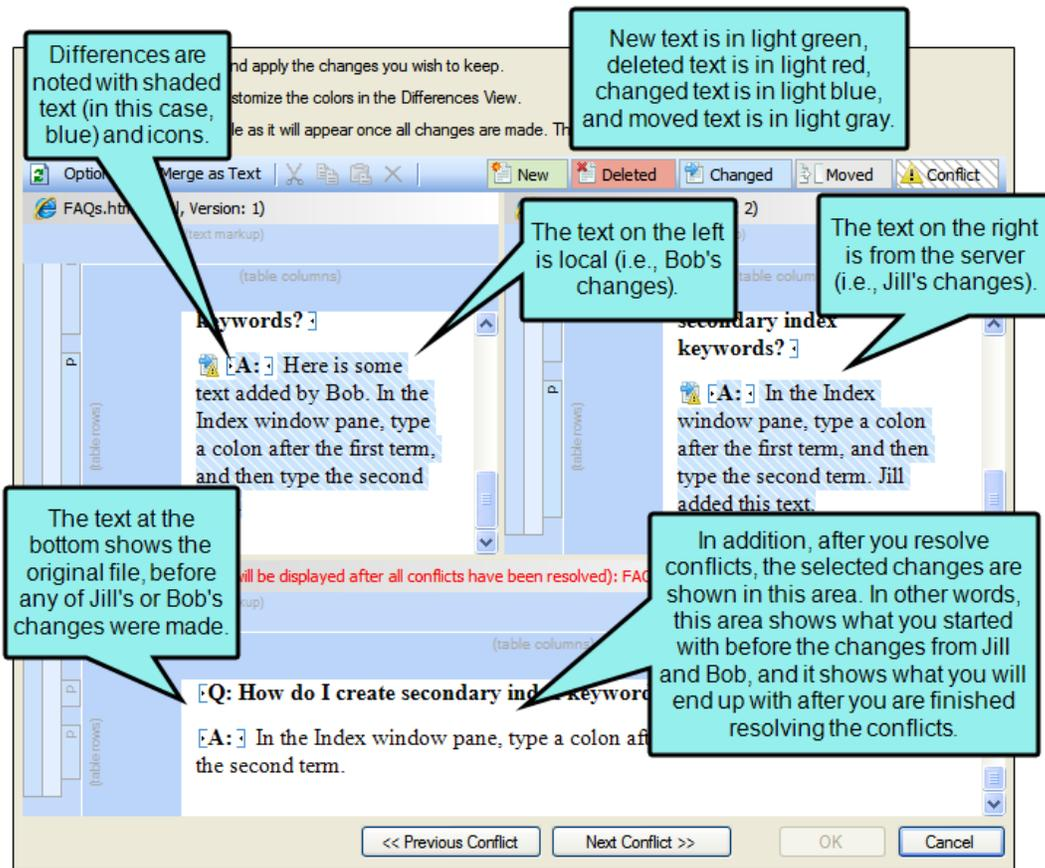 Differences are
noted with shaded
text (in this case,
blue) and icons.
New text is in light green,
deleted text is in light red,
changed text is in light blue,
and moved text is in light gray.
nd apply the changes you wish to keep.
stomize the colors in the Differences View.
le as it will appear once all changes are made. Th
Option
Merge as Text
New
Deleted
Changed
Moved
Conflict
FAQs.htm
, Version: 1)
2)
(text markup)
The text on the left
is local (i.e., Bob's
changes).
The text on the right
is from the server
(i.e., Jill's changes).
(table columns)
table colum
keywords?
P
A: Here is some
text added by Bob. In the
Index window pane, type
a colon after the first term,
and then type the second
(table rows)
secondary index
keywords?
P
A: In the Index
window pane, type a colon
after the first term, and then
type the second term. Jill
added this text.
(table rows)
The text at the
bottom shows the
original file, before
any of Jill's or Bob's
changes were made.
In addition, after you resolve
conflicts, the selected changes are
shown in this area. In other words,
this area shows what you started
with before the changes from Jill
and Bob, and it shows what you will
end up with after you are finished
resolving the conflicts.
will be displayed after all conflicts have been resolved): FAQ
kup)
(table columns)
P
Q: How do I create secondary index keyword
P
A: In the Index window pane, type a colon aft
the second term.
(table rows)
<< Previous Conflict
Next Conflict >>
OK
Cancel